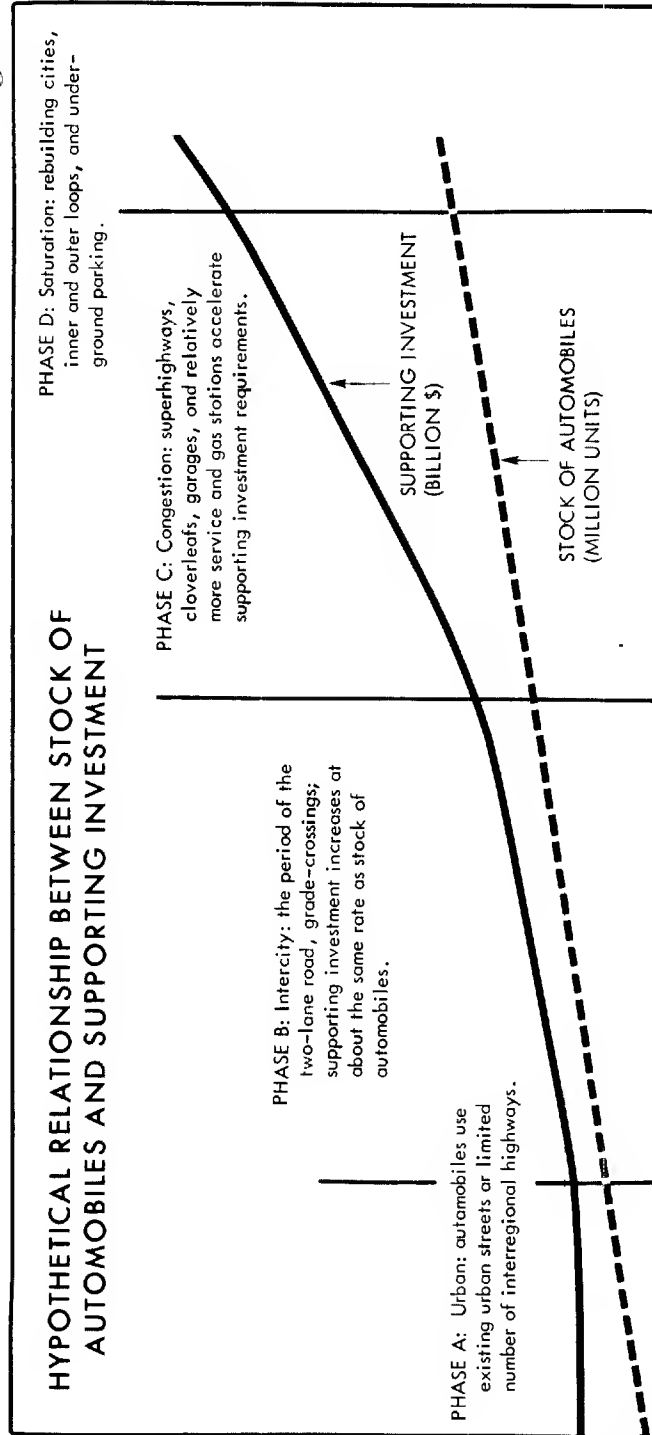 HYPOTHETICAL RELATIONSHIP BETWEEN STOCK OF
AUTOMOBILES AND SUPPORTING INVESTMENT
PHASE A: Urban: automobiles use
existing urban streets or limited
number of interregional highways.
PHASE B: Intercity: the period of the
two-lane road, grade-crossings;
supporting investment increases at
about the same rate as stock of
automobiles.
PHASE C: Congestion: superhighways,
cloverleafs, garages, and relatively
more service and gas stations accelerate
supporting investment requirements.
PHASE D: Saturation: rebuilding cities,
inner and outer loops, and under-
ground parking.
SUPPORTING INVESTMENT
(BILLION $)
STOCK OF AUTOMOBILES
(MILLION UNITS)